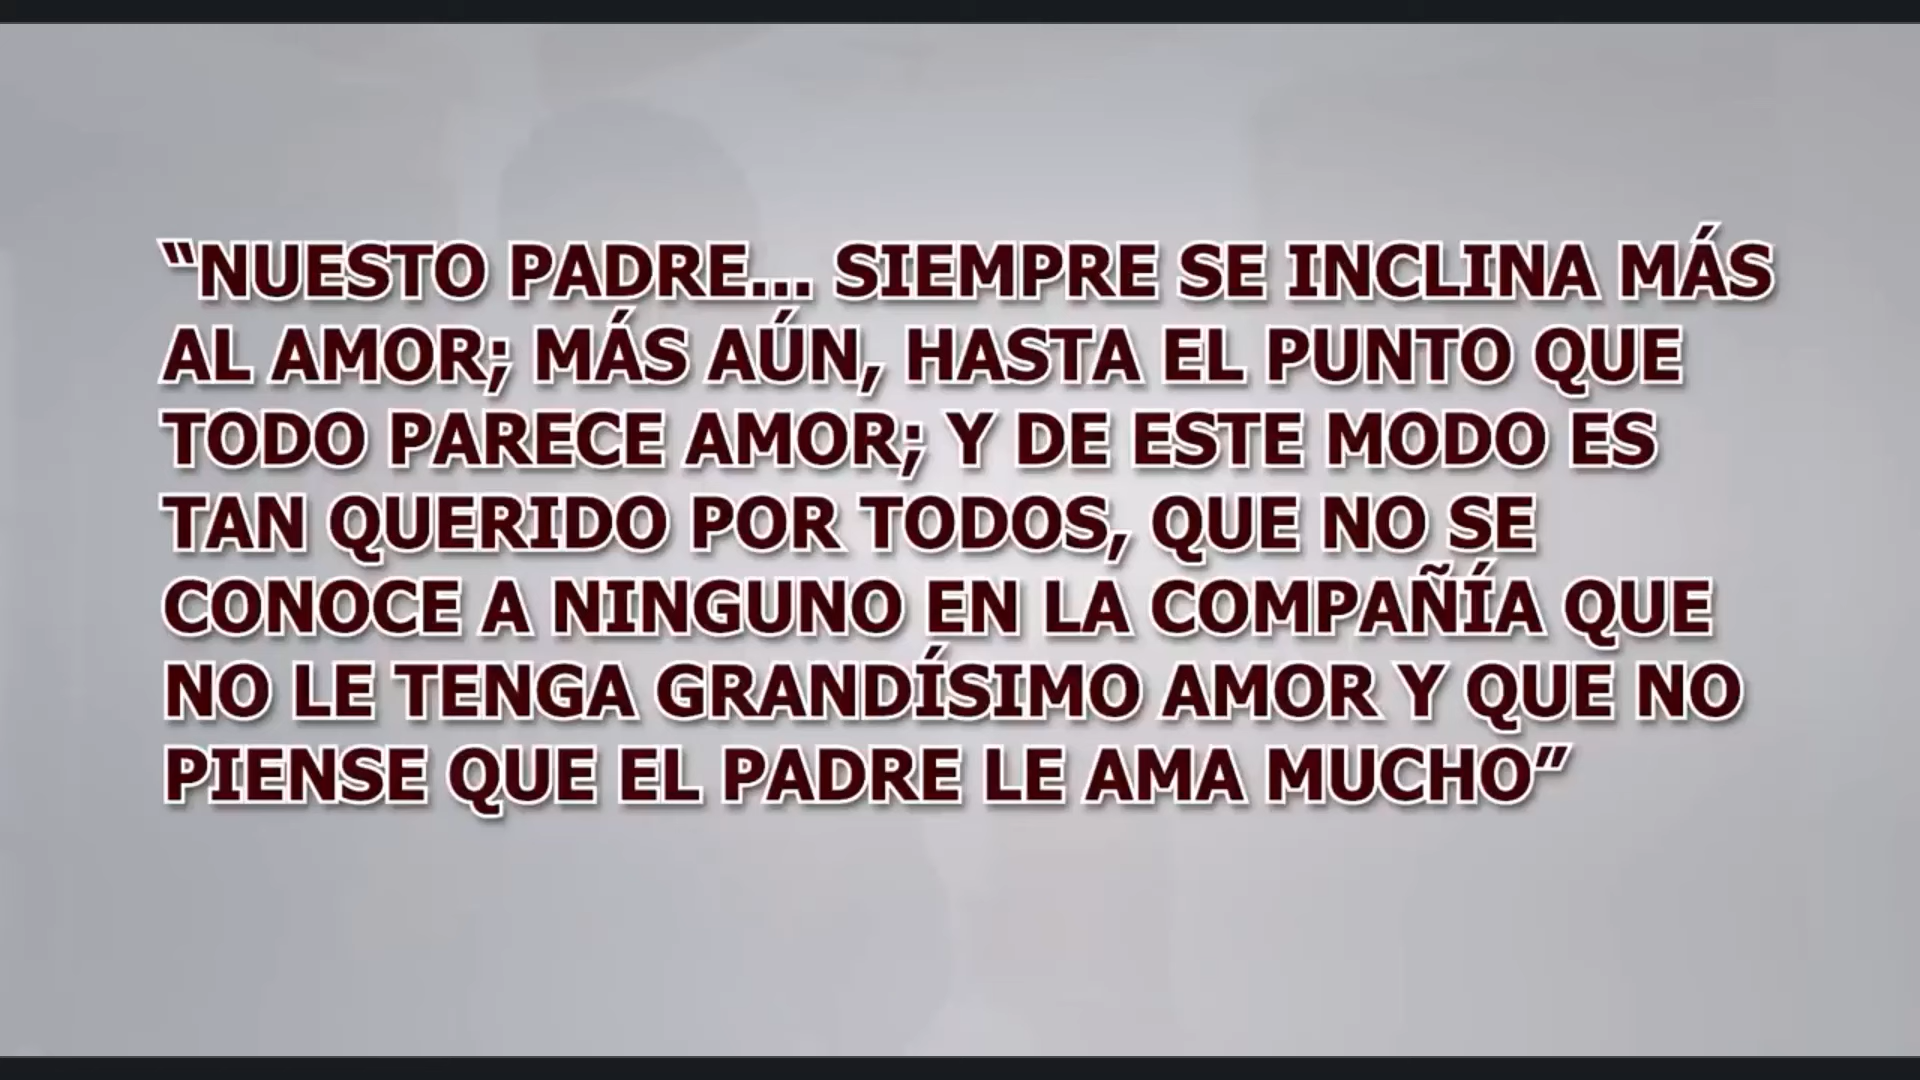 “NUESTO PADRE... SIEMPRE SE INCLINA MÁS
AL AMOR; MÁS AÚN, HASTA EL PUNTO QUE
TODO PARECE AMOR; Y DE ESTE MODO ES
TAN QUERIDO POR TODOS, QUE NO SE
CONOCE A NINGUNO EN LA COMPAÑÍA QUE
NO LE TENGA GRANDÍSIMO AMOR Y QUE NO
PIENSE QUE EL PADRE LE AMA MUCHO”